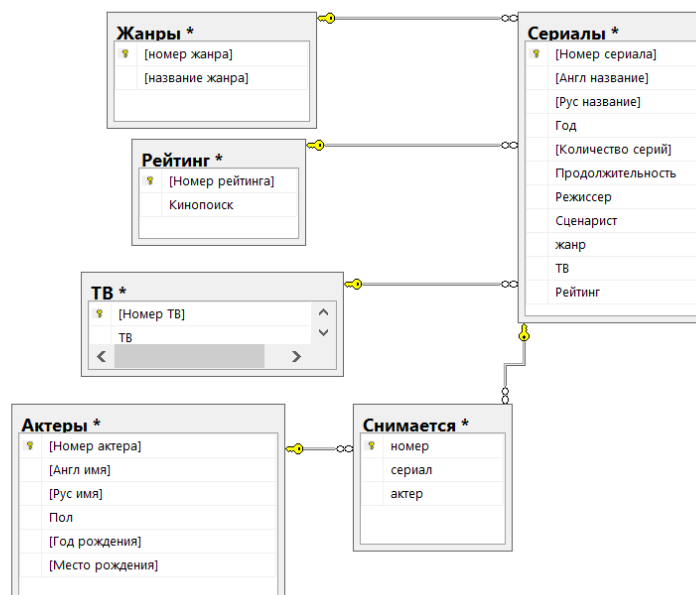 Жанры *
[номер жанра]
[название жанра]
Рейтинг *
[Номер рейтинга]
Кинопоиск
ТВ *
[Номер ТВ]
ТВ
Актеры *
[Номер актера]
[Англ имя]
[Рус имя]
Пол
[Год рождения]
[Место рождения]
Снимается *
номер
сериал
актер
Сериалы *
[Номер сериала]
[Англ название]
[Рус название]
Год
[Количество серий]
Продолжительность
Режиссер
Сценарист
жанр
ТВ
Рейтинг